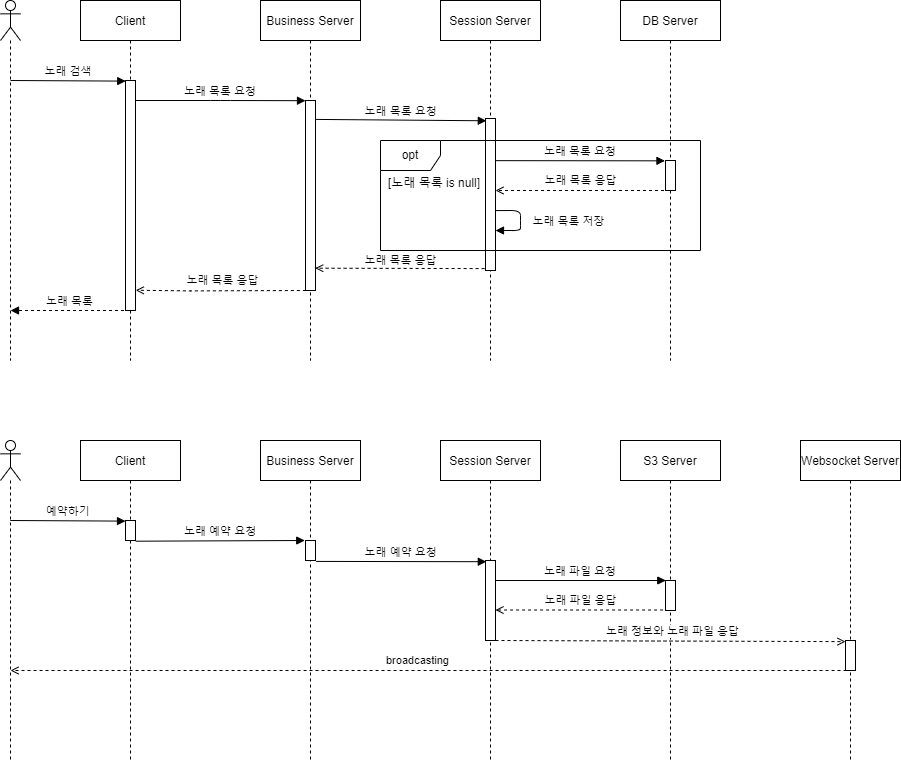 Client
Business Server
Session Server
DB Server
노래 검색
노래 목록 요청
노래 목록 요청
opt
노래 목록 요청
[노래 목록 is null]
노래 목록 응답
노래 목록 저장
노래 목록 응답
노래 목록 응답
노래 목록
Client
Business Server
Session Server
S3 Server
Websocket Server
예약하기
노래 예약 요청
노래 예약 요청
노래 파일 요청
노래 파일 응답
노래 정보와 노래 파일 응답
broadcasting